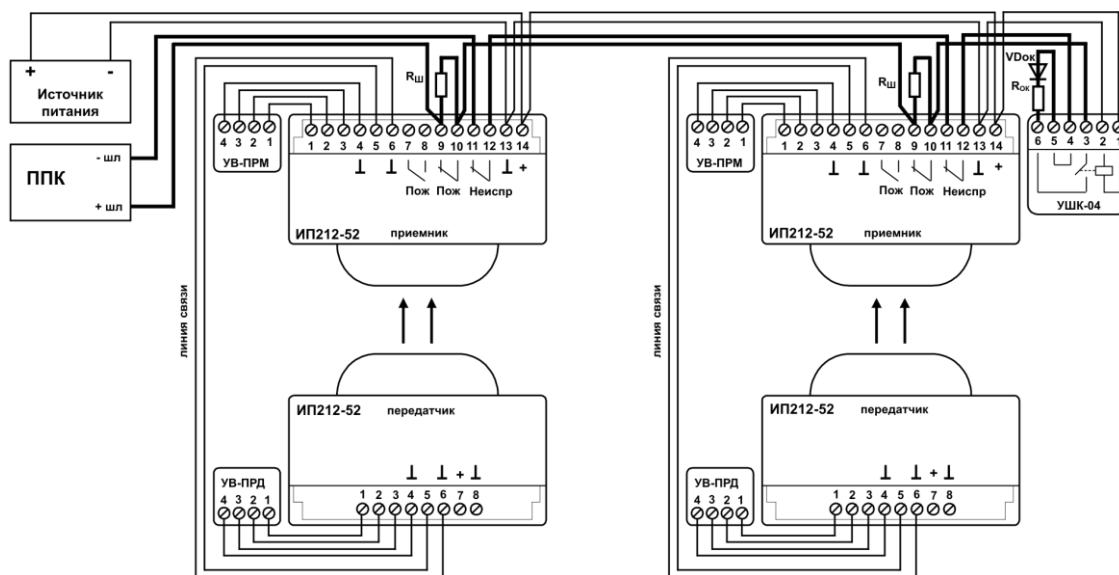 + -
Источник
питания
ППК
- шл
+ шл
4 3 2 1
УВ-ПРМ
Rш
1 2 3 4 5 6 7 8 9 10 11 12 13 14
⊥ ⊥ ⊥ +
Пож Пож Неиспр
ИП212-52 приемник
линия связи
ИП212-52 передатчик
⊥ ⊥ + ⊥
1 2 3 4 5 6 7 8
УВ-ПРД
4 3 2 1
4 3 2 1
УВ-ПРМ
Rш
1 2 3 4 5 6 7 8 9 10 11 12 13 14
⊥ ⊥ ⊥ +
Пож Пож Неиспр
ИП212-52 приемник
линия связи
ИП212-52 передатчик
⊥ ⊥ + ⊥
1 2 3 4 5 6 7 8
УВ-ПРД
4 3 2 1
VDок
Rок
6 5 4 3 2 1
УШК-04